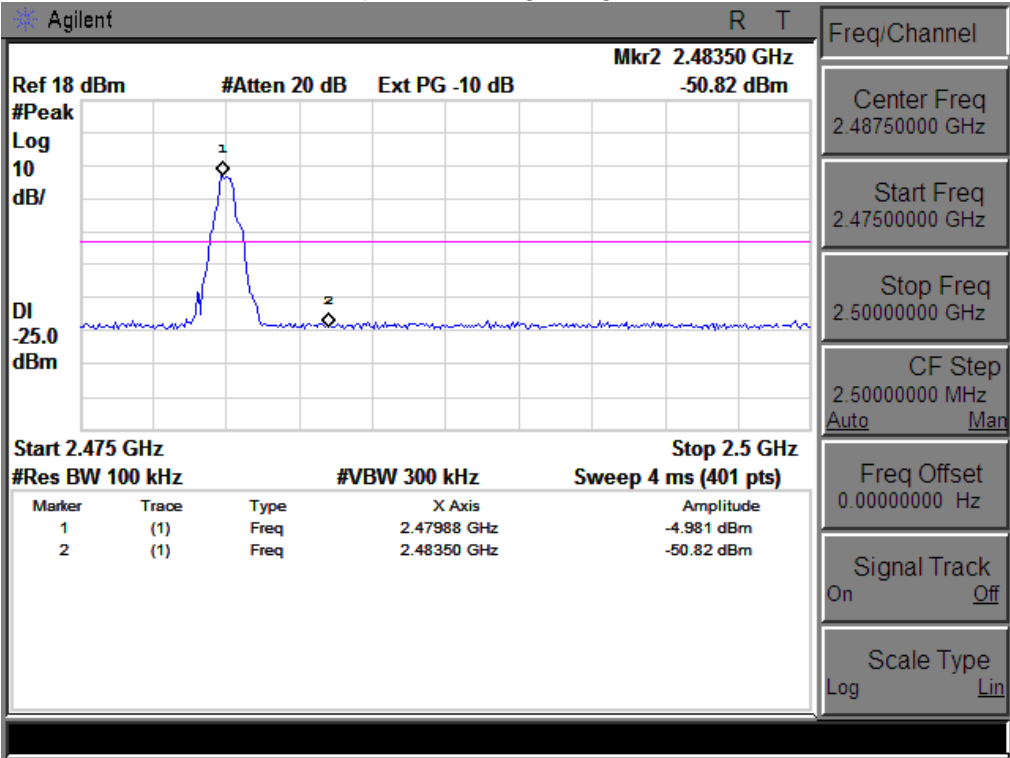 Agilent R T
Mkr2 2.48350 GHz
Ref 18 dBm #Atten 20 dB Ext PG -10 dB -50.82 dBm
#Peak
Log
10
dB/
1
2
DI
-25.0
dBm
Start 2.475 GHz Stop 2.5 GHz
#Res BW 100 kHz #VBW 300 kHz Sweep 4 ms (401 pts)
Marker Trace Type X Axis Amplitude
1 (1) Freq 2.47988 GHz -4.981 dBm
2 (1) Freq 2.48350 GHz -50.82 dBm
Freq/Channel
Center Freq
2.48750000 GHz
Start Freq
2.47500000 GHz
Stop Freq
2.50000000 GHz
CF Step
2.50000000 MHz
Auto Man
Freq Offset
0.00000000 Hz
Signal Track
On Off
Scale Type
Log Lin